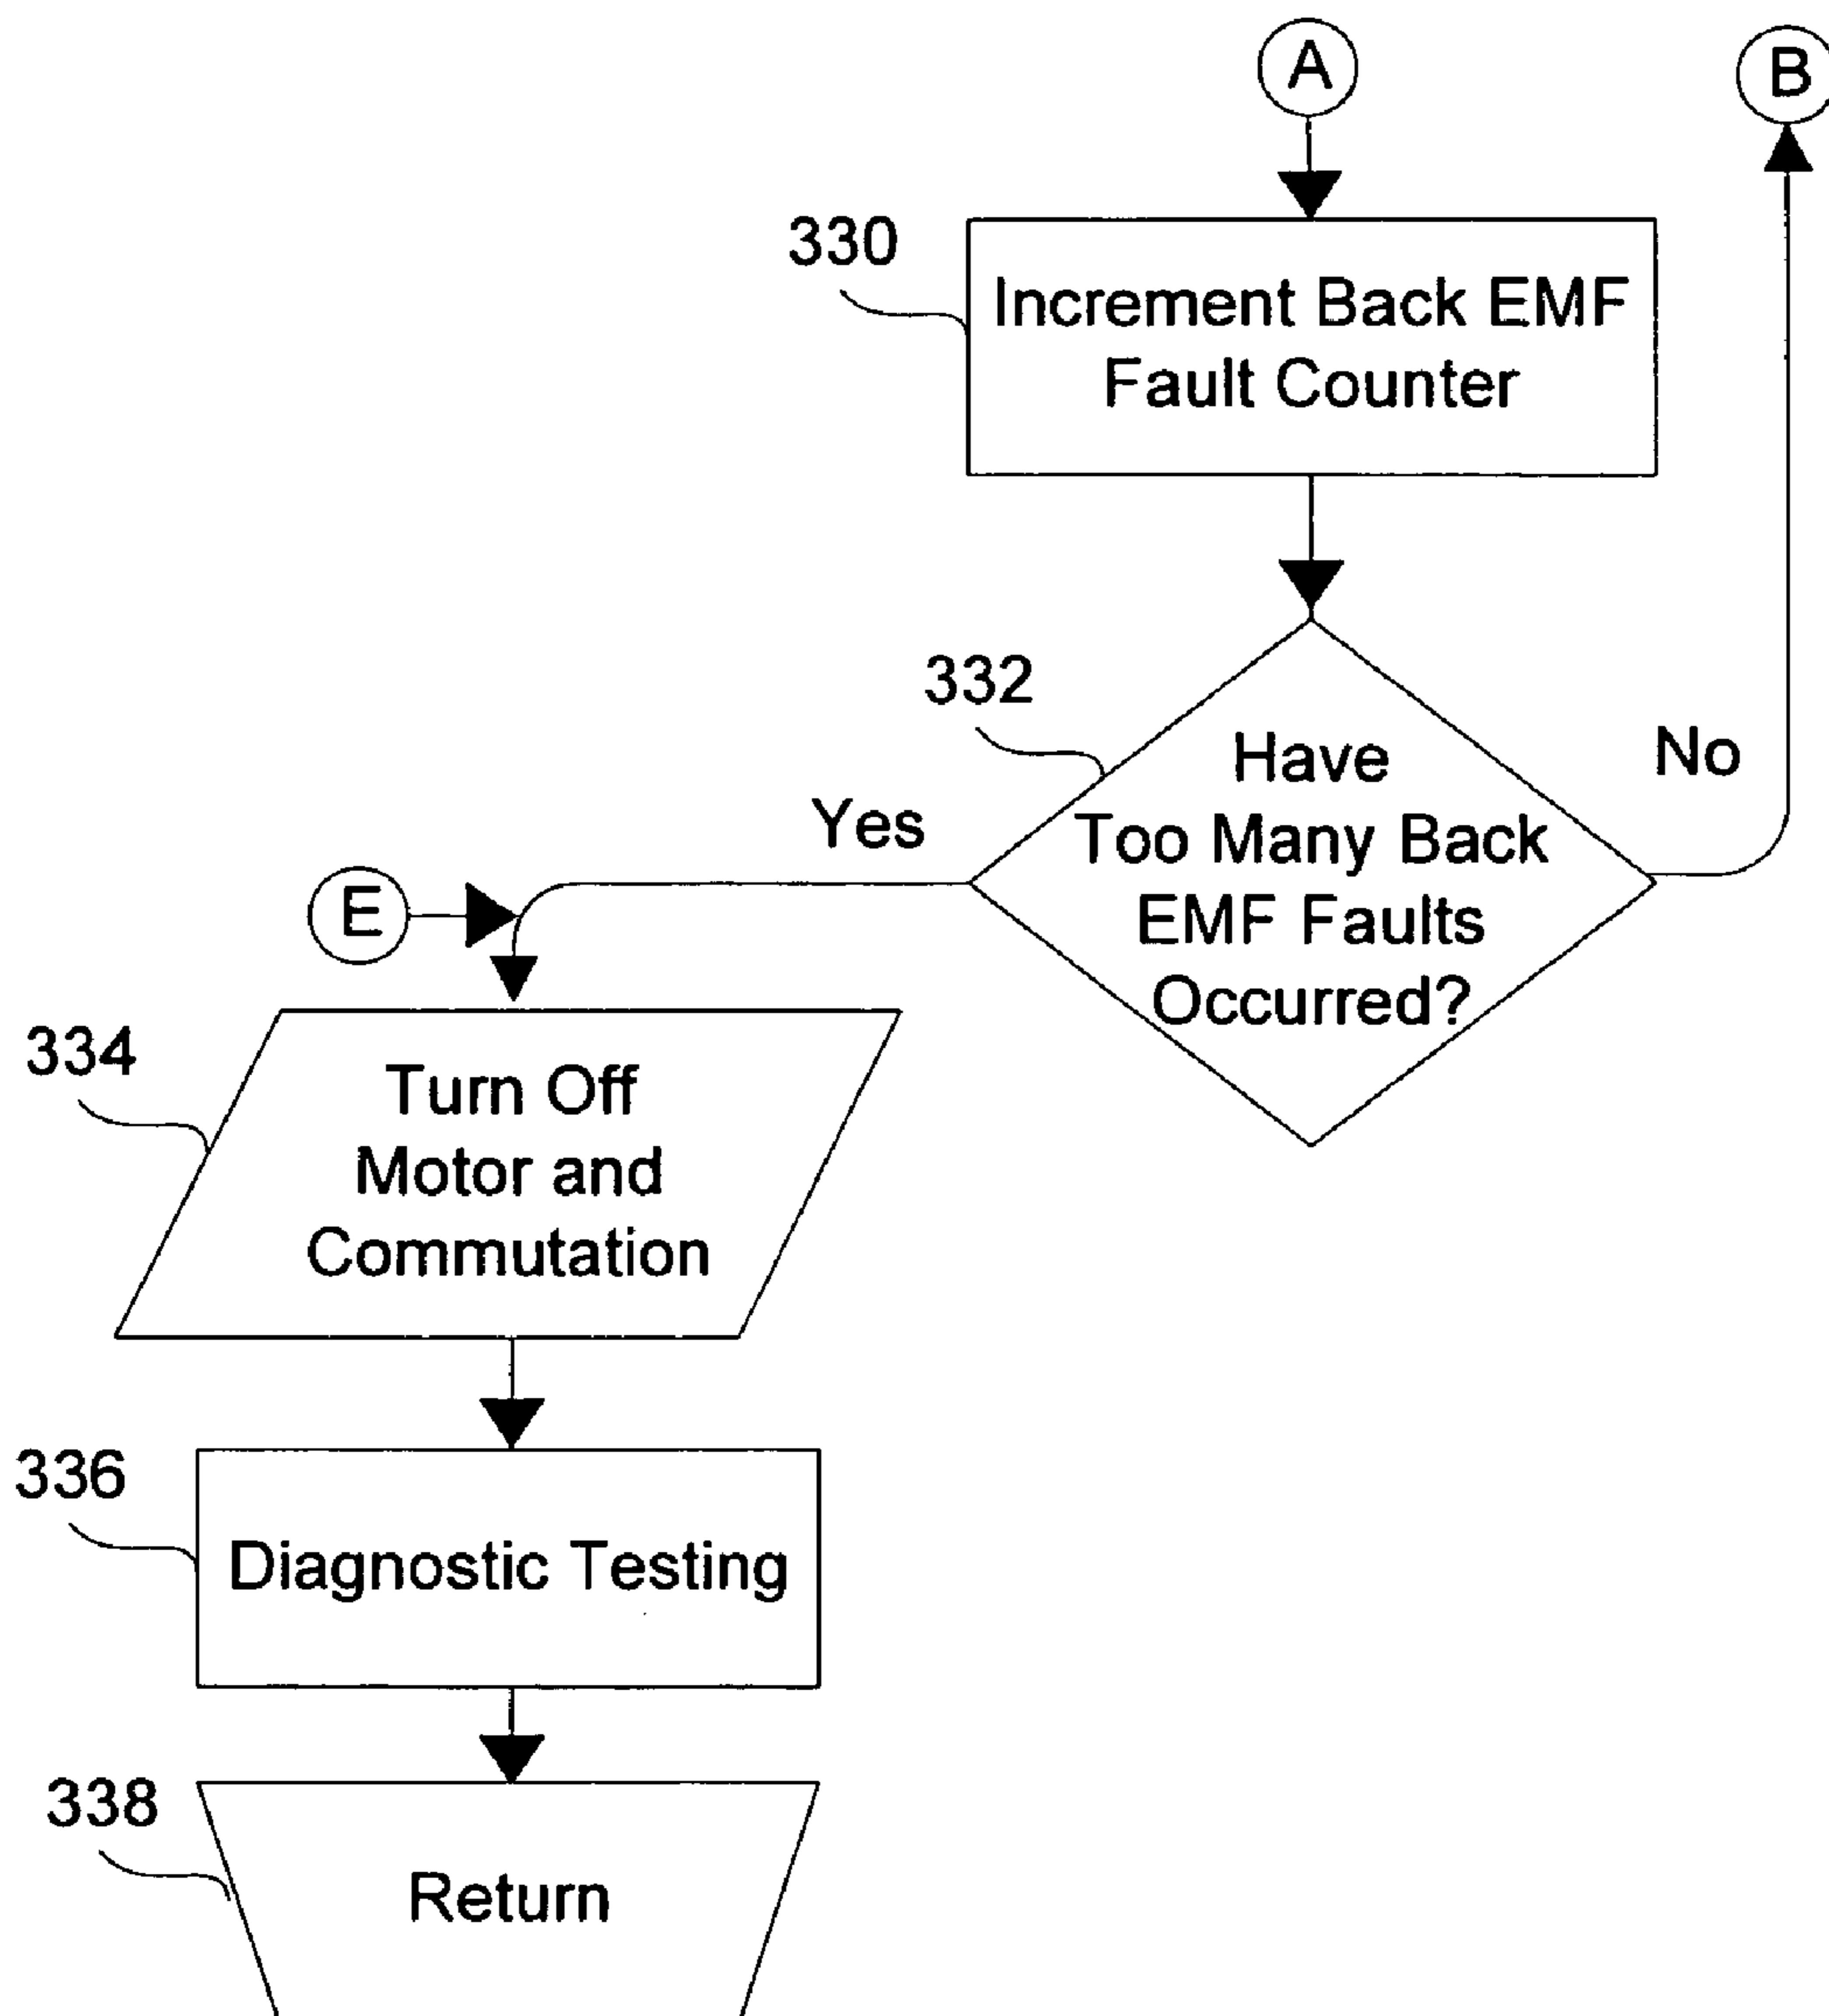 A
B
330
Increment Back EMF
Fault Counter
332
Have
Too Many Back
EMF Faults
Occurred?
No
Yes
E
334
Turn Off
Motor and
Commutation
336
Diagnostic Testing
338
Return